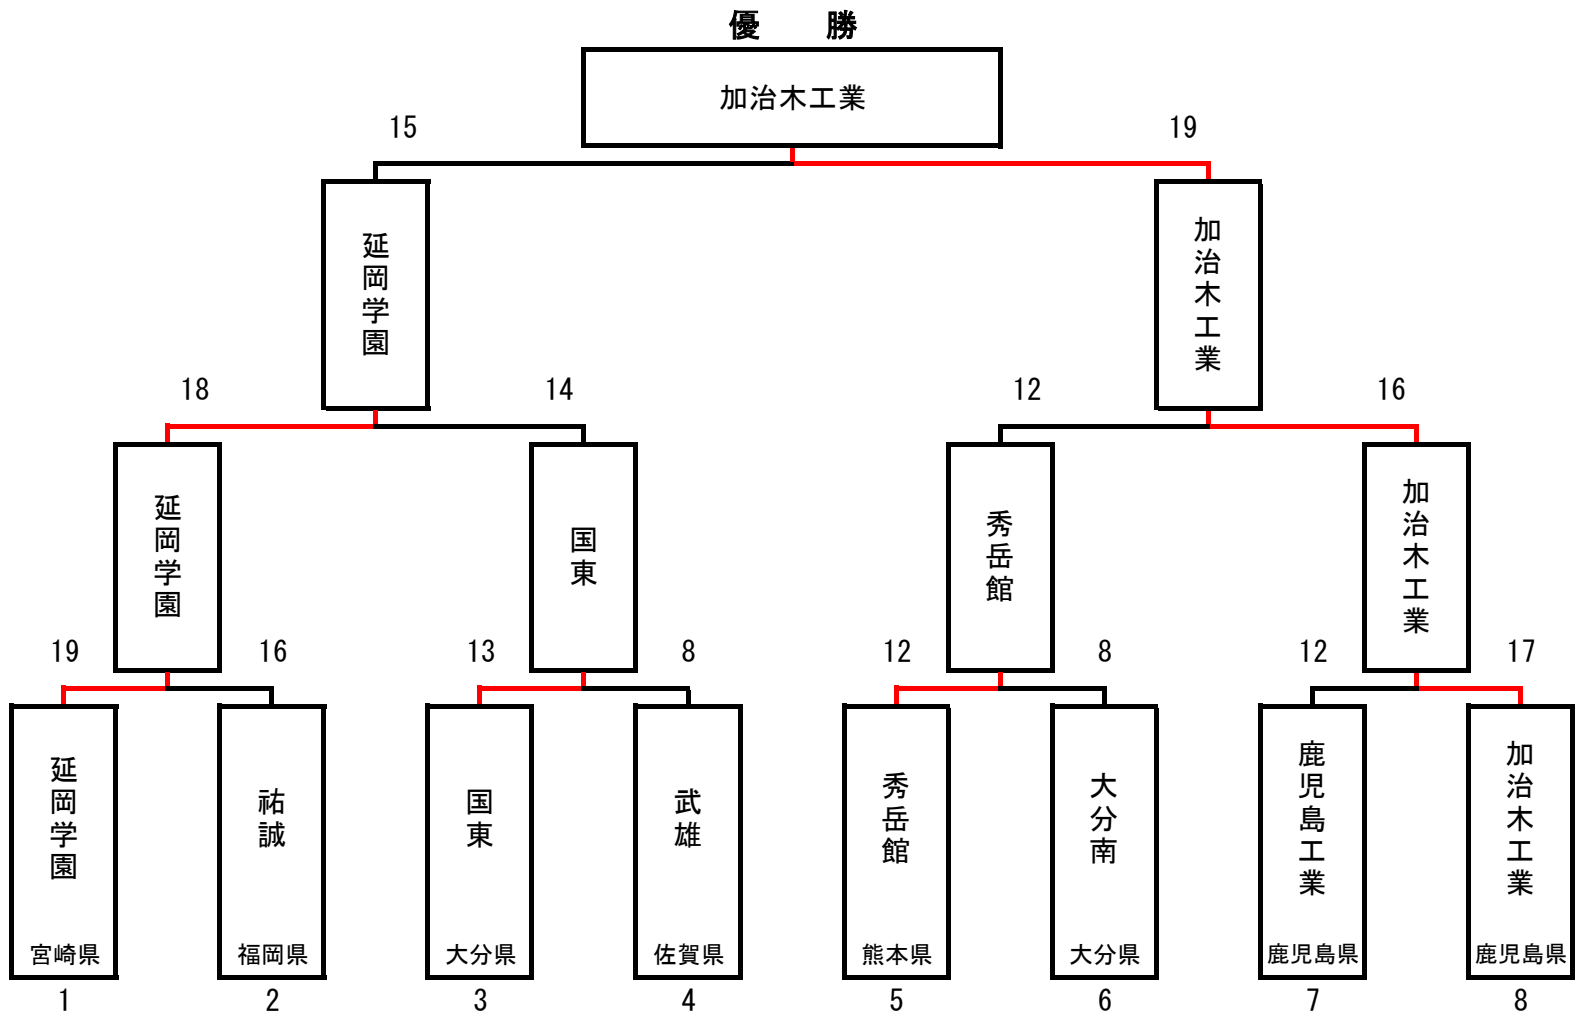 優 勝
加治木工業
15
19
延岡学園
加治木工業
18
14
12
16
延岡学園
国東
秀岳館
加治木工業
19
16
13
8
12
8
12
17
延岡学園
祐誠
国東
武雄
秀岳館
大分南
鹿児島工業
加治木工業
宮崎県
福岡県
大分県
佐賀県
熊本県
大分県
鹿児島県
鹿児島県
1
2
3
4
5
6
7
8